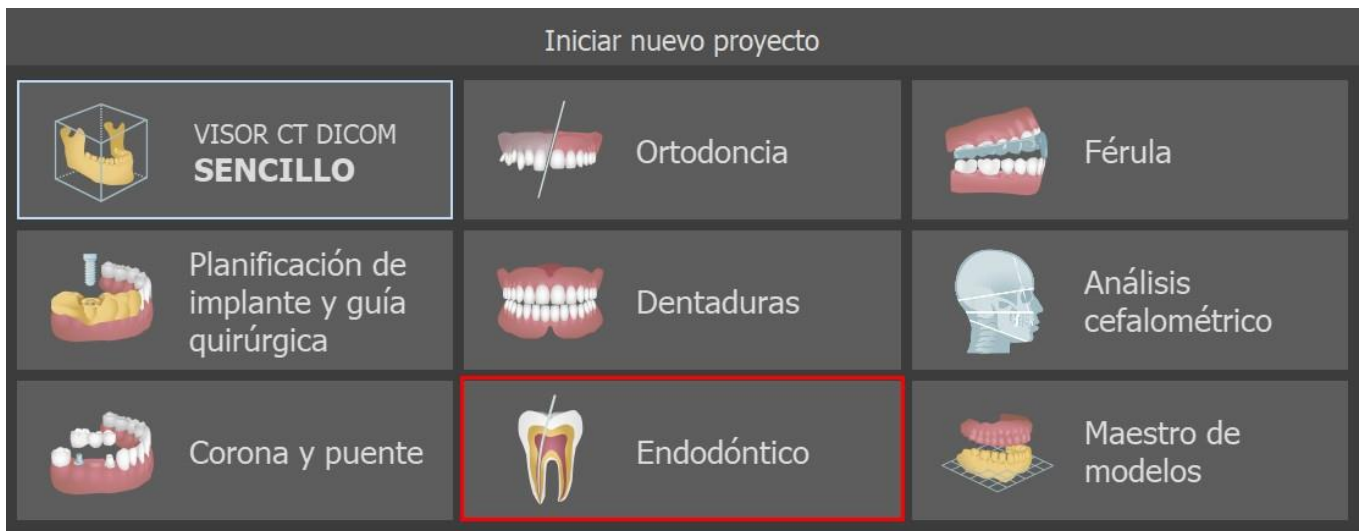 Iniciar nuevo proyecto
VISOR CT DICOM
SENCILLO
Ortodoncia
Férula
Planificación de
implante y guía
quirúrgica
Dentaduras
Análisis
cefalométrico
Corona y puente
Endodóntico
Maestro de
modelos